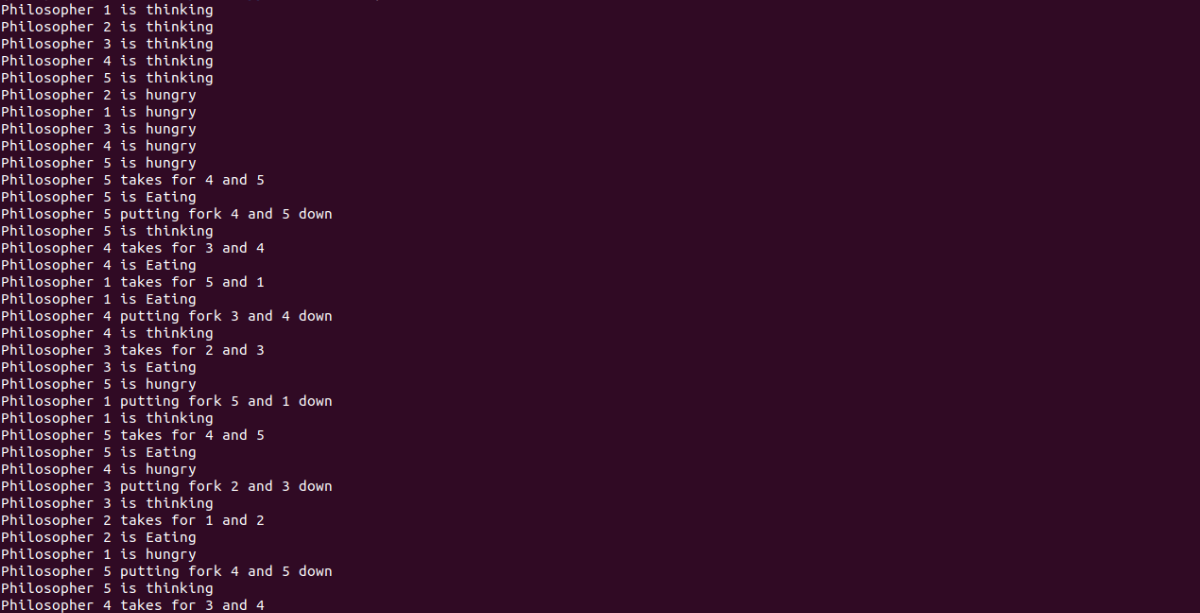 Philosopher 1 is thinking
Philosopher 2 is thinking
Philosopher 3 is thinking
Philosopher 4 is thinking
Philosopher 5 is thinking
Philosopher 2 is hungry
Philosopher 1 is hungry
Philosopher 3 is hungry
Philosopher 4 is hungry
Philosopher 5 is hungry
Philosopher 5 takes for 4 and 5
Philosopher 5 is Eating
Philosopher 5 putting fork 4 and 5 down
Philosopher 5 is thinking
Philosopher 4 takes for 3 and 4
Philosopher 4 is Eating
Philosopher 1 takes for 5 and 1
Philosopher 1 is Eating
Philosopher 4 putting fork 3 and 4 down
Philosopher 4 is thinking
Philosopher 3 takes for 2 and 3
Philosopher 3 is Eating
Philosopher 5 is hungry
Philosopher 1 putting fork 5 and 1 down
Philosopher 1 is thinking
Philosopher 5 takes for 4 and 5
Philosopher 5 is Eating
Philosopher 4 is hungry
Philosopher 3 putting fork 2 and 3 down
Philosopher 3 is thinking
Philosopher 2 takes for 1 and 2
Philosopher 2 is Eating
Philosopher 1 is hungry
Philosopher 5 putting fork 4 and 5 down
Philosopher 5 is thinking
Philosopher 4 takes for 3 and 4